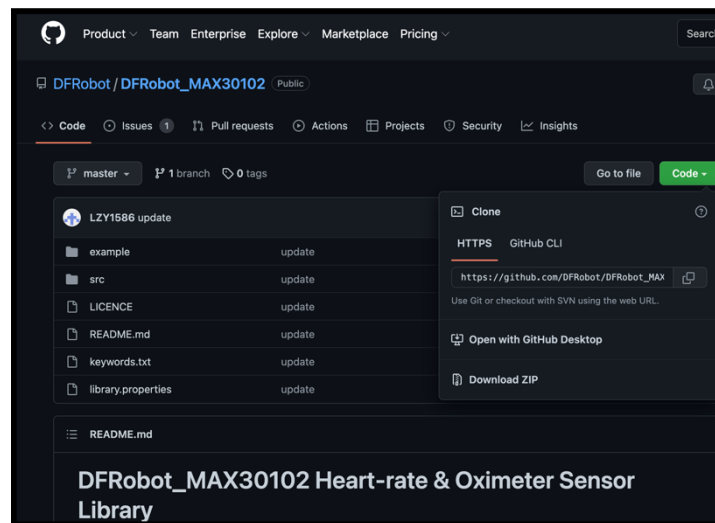 Product Team Enterprise Explore Marketplace Pricing Search
DFRobot / DFRobot_MAX30102 Public
<> Code Issues 1 Pull requests Actions Projects Security Insights
master 1 branch 0 tags Go to file Code
LZY1586 update
example update
src update
LICENCE update
README.md update
keywords.txt update
library.properties update
Clone
HTTPS GitHub CLI
https://github.com/DFRobot/DFRobot_MAX
Use Git or checkout with SVN using the web URL.
Open with GitHub Desktop
Download ZIP
README.md
DFRobot_MAX30102 Heart-rate & Oximeter Sensor
Library